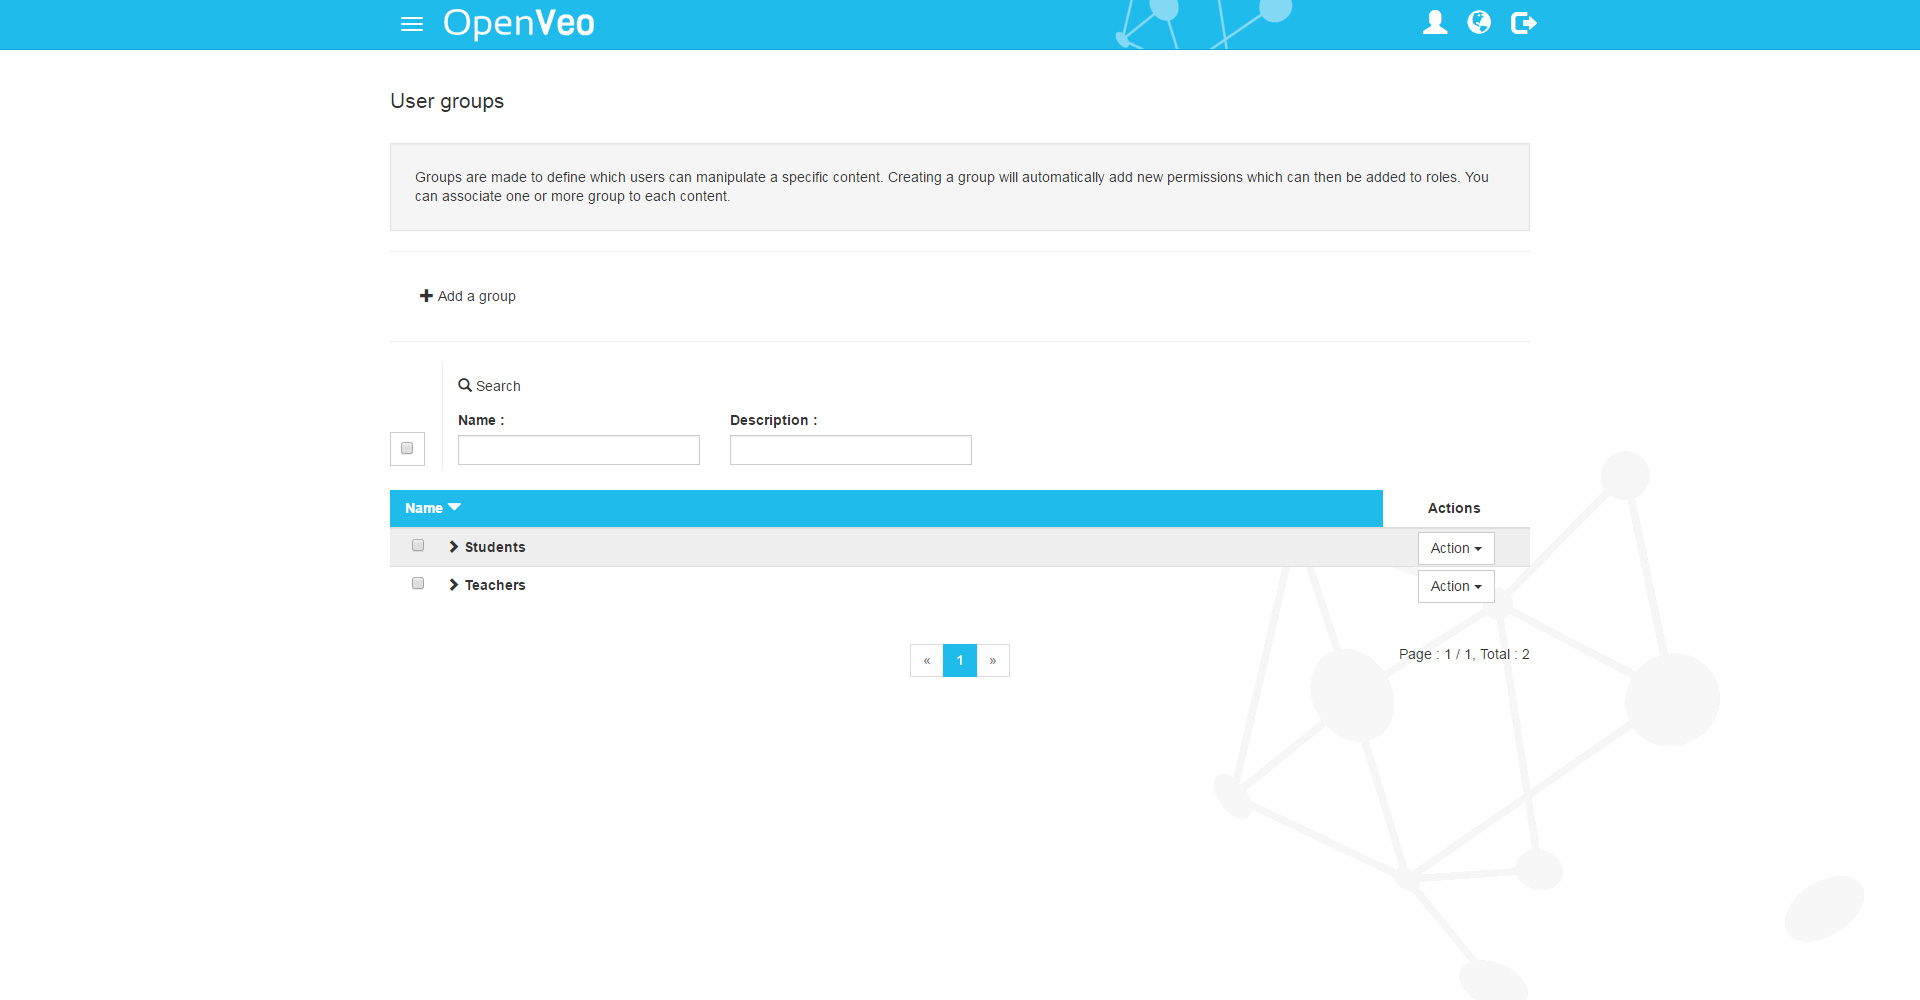 OpenVeo
User groups
Groups are made to define which users can manipulate a specific content. Creating a group will automatically add new permissions which can then be added to roles. You
can associate one or more group to each content.
Add a group
Search
Name :
Description :
Name
Actions
Students
Action
Teachers
Action
« 1 »
Page : 1 / 1, Total : 2